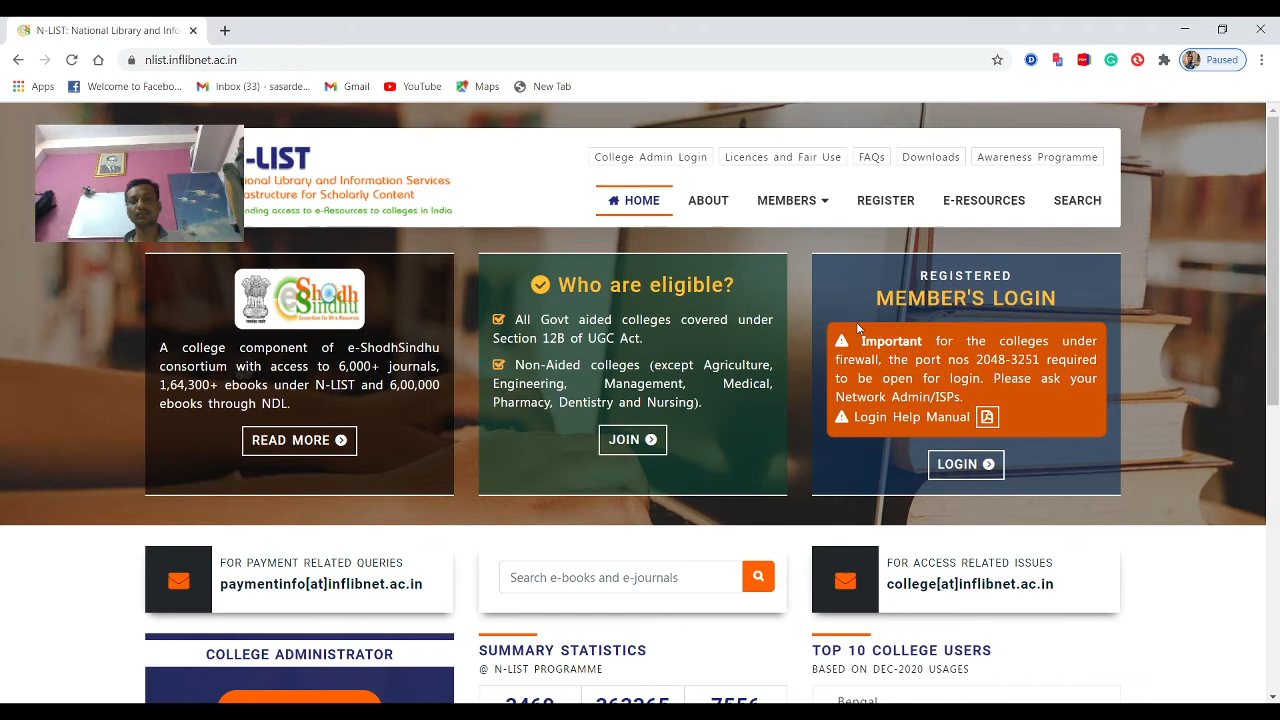 N-LIST: National Library and Info
nlist.inflibnet.ac.in
Paused
Apps
Welcome to Facebo...
Inbox (33) - sasarde...
Gmail
YouTube
Maps
New Tab
-LIST
ional Library and Information Services
astructure for Scholarly Content
nding access to e-Resources to colleges in India
College Admin Login
Licences and Fair Use
FAQs
Downloads
Awareness Programme
HOME
ABOUT
MEMBERS
REGISTER
E-RESOURCES
SEARCH
e Shodh
Sindhu
A college component of e-ShodhSindhu
consortium with access to 6,000+ journals,
1,64,300+ ebooks under N-LIST and 6,00,000
ebooks through NDL.
READ MORE
Who are eligible?
All Govt aided colleges covered under
Section 12B of UGC Act.
Non-Aided colleges (except Agriculture,
Engineering, Management, Medical,
Pharmacy, Dentistry and Nursing).
JOIN
REGISTERED
MEMBER'S LOGIN
Important for the colleges under
firewall, the port nos 2048-3251 required
to be open for login. Please ask your
Network Admin/ISPs.
Login Help Manual
LOGIN
FOR PAYMENT RELATED QUERIES
paymentinfo[at]inflibnet.ac.in
Search e-books and e-journals
FOR ACCESS RELATED ISSUES
college[at]inflibnet.ac.in
COLLEGE ADMINISTRATOR
SUMMARY STATISTICS
@ N-LIST PROGRAMME
TOP 10 COLLEGE USERS
BASED ON DEC-2020 USAGES
Bengal